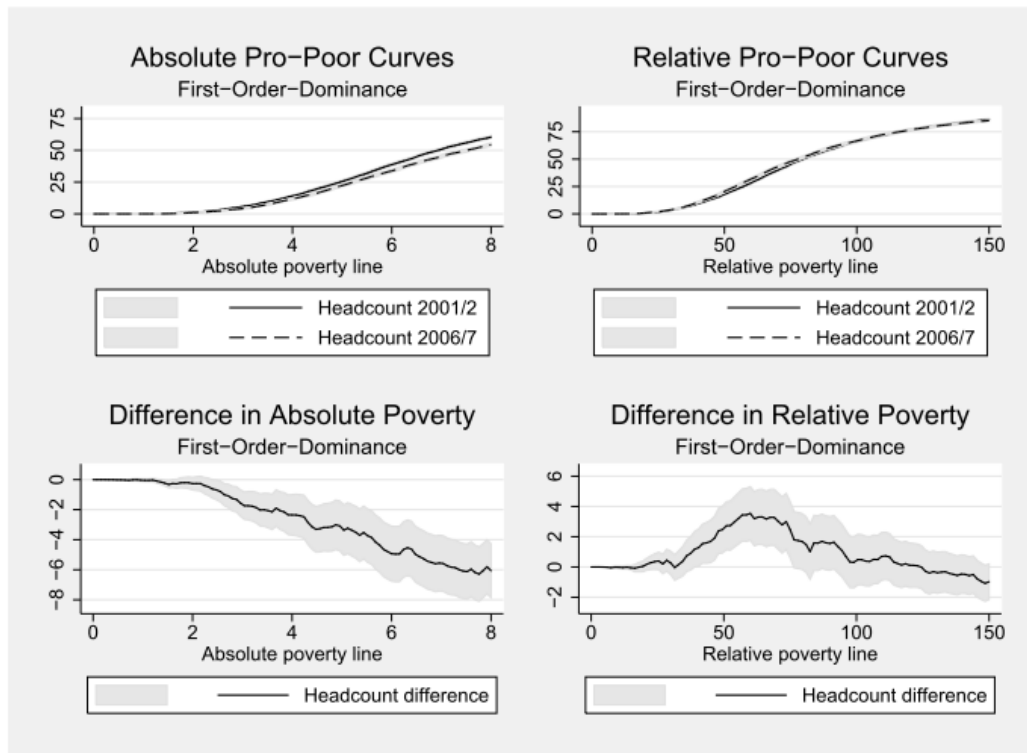 Absolute Pro−Poor Curves
First−Order−Dominance
75
50
25
0
0 2 4 6 8
Absolute poverty line
Headcount 2001/2
Headcount 2006/7
Relative Pro−Poor Curves
First−Order−Dominance
75
50
25
0
0 50 100 150
Relative poverty line
Headcount 2001/2
Headcount 2006/7
Difference in Absolute Poverty
First−Order−Dominance
0
−2
−4
−6
−8
0 2 4 6 8
Absolute poverty line
Headcount difference
Difference in Relative Poverty
First−Order−Dominance
6
4
2
0
−2
0 50 100 150
Relative poverty line
Headcount difference